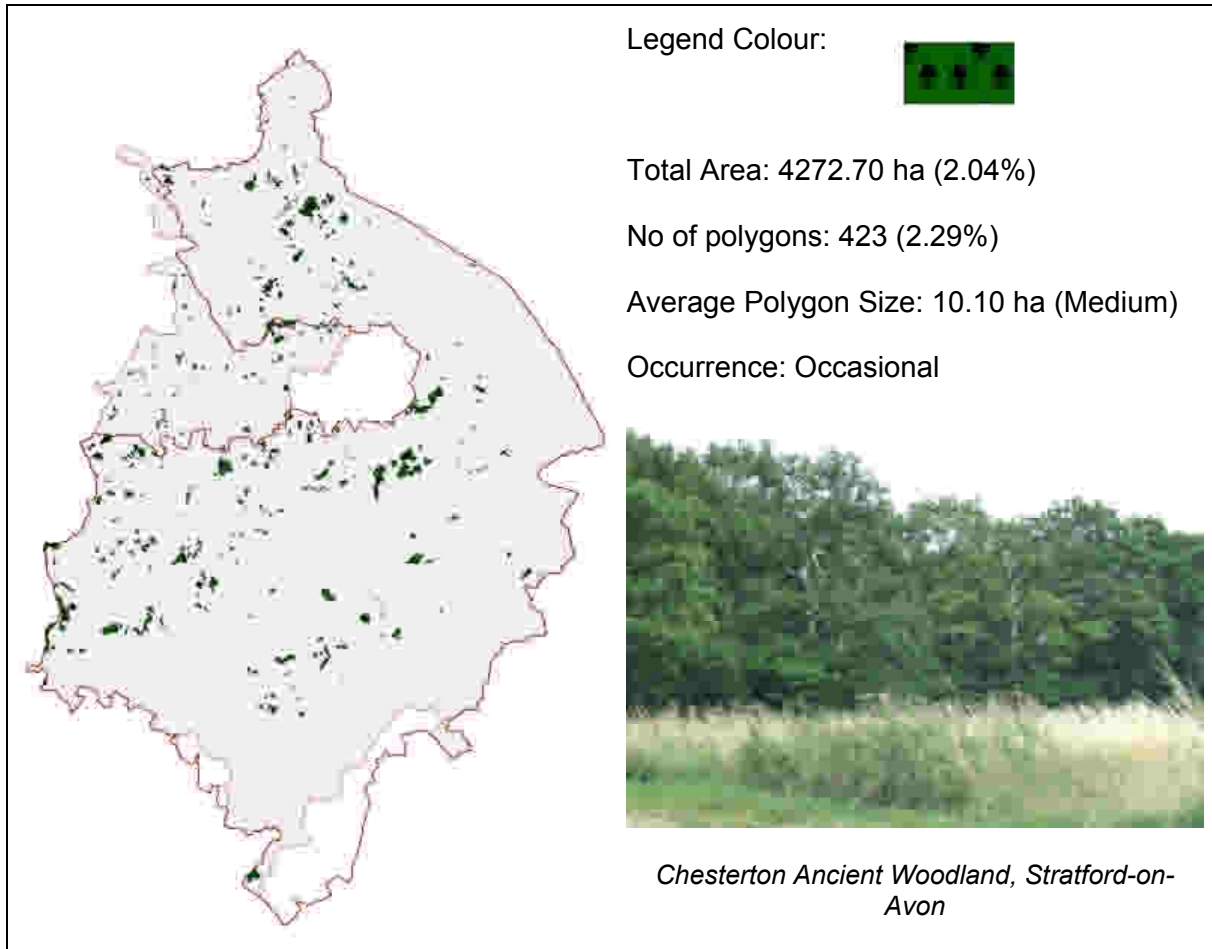 Legend Colour:
Total Area: 4272.70 ha (2.04%)
No of polygons: 423 (2.29%)
Average Polygon Size: 10.10 ha (Medium)
Occurrence: Occasional
Chesterton Ancient Woodland, Stratford-on-
Avon